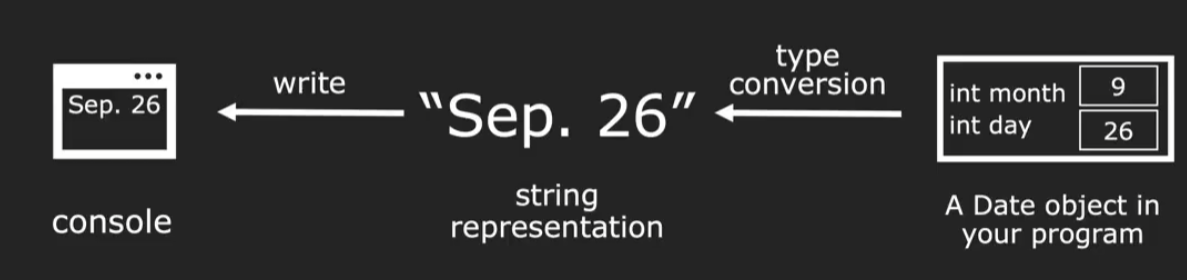 Sep. 26
console
write
“Sep. 26”
string
representation
type
conversion
int month 9
int day 26
A Date object in
your program